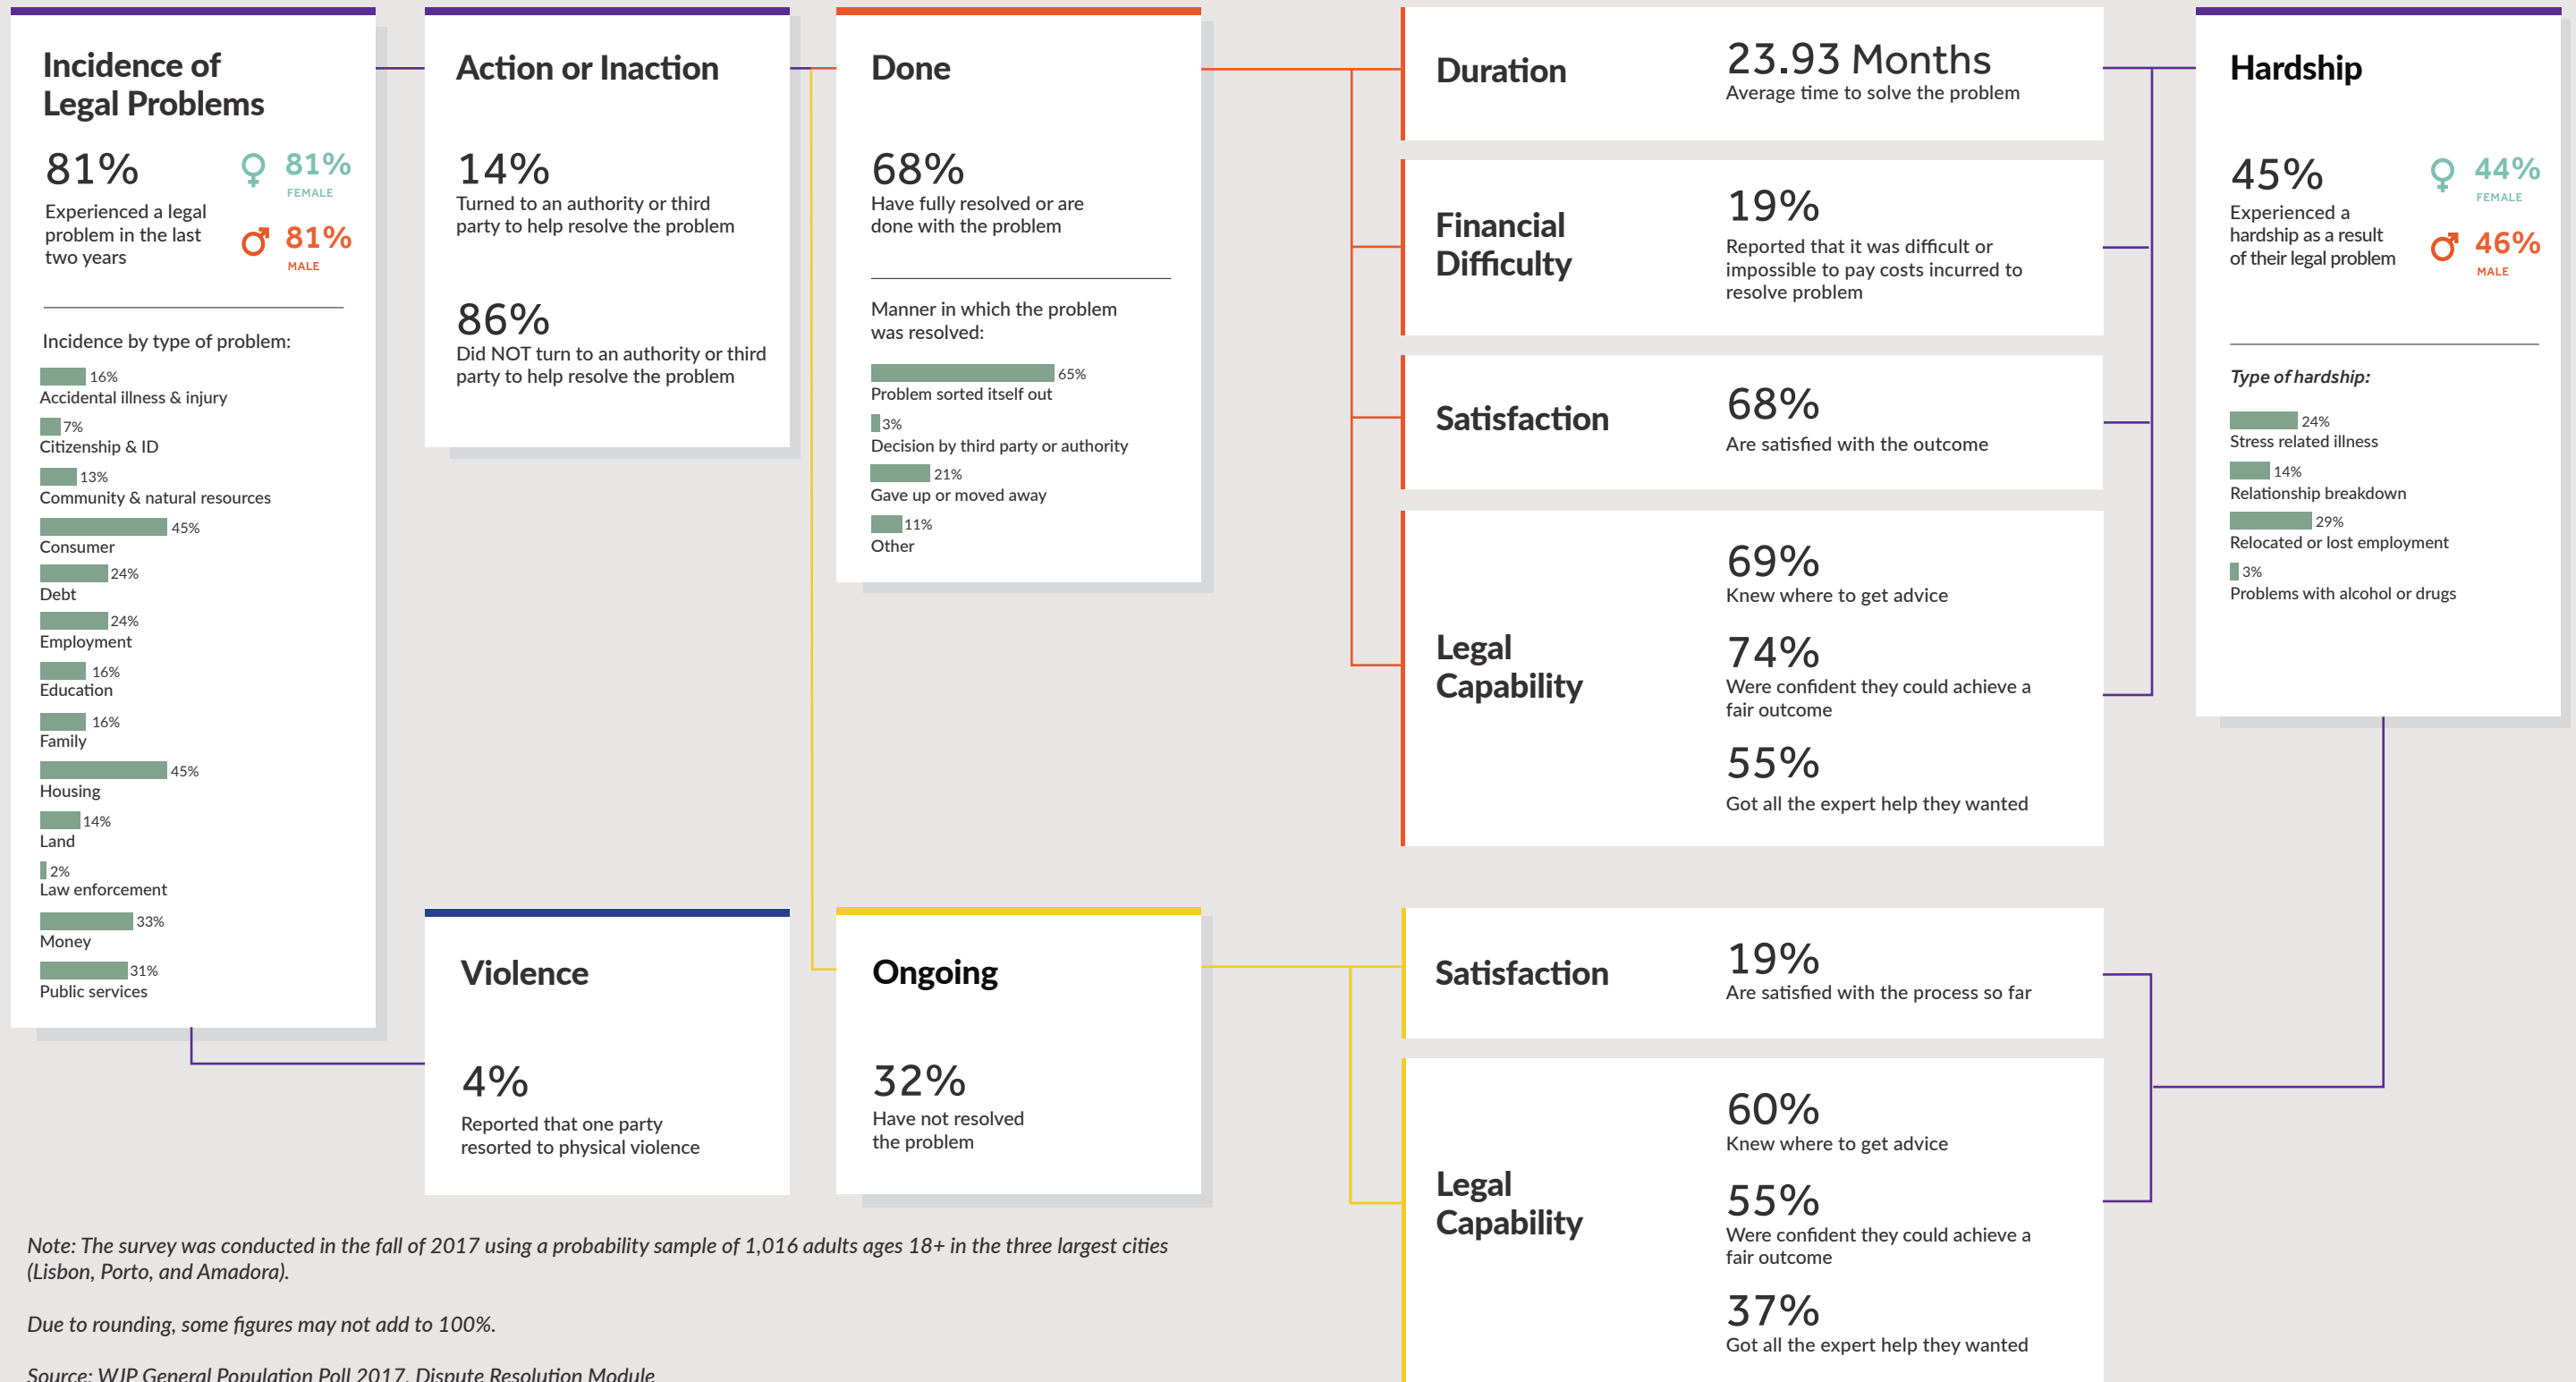 Incidence of
Legal Problems
81%
Experienced a legal
problem in the last
two years
81%
FEMALE
81%
MALE
Incidence by type of problem:
16%
Accidental illness & injury
7%
Citizenship & ID
13%
Community & natural resources
45%
Consumer
24%
Debt
24%
Employment
16%
Education
16%
Family
45%
Housing
14%
Land
2%
Law enforcement
33%
Money
31%
Public services
Action or Inaction
14%
Turned to an authority or third
party to help resolve the problem
86%
Did NOT turn to an authority or third
party to help resolve the problem
Violence
4%
Reported that one party
resorted to physical violence
Done
68%
Have fully resolved or are
done with the problem
Manner in which the problem
was resolved:
65%
Problem sorted itself out
3%
Decision by third party or authority
21%
Gave up or moved away
11%
Other
Ongoing
32%
Have not resolved
the problem
Duration
23.93 Months
Average time to solve the problem
Financial
Difficulty
19%
Reported that it was difficult or
impossible to pay costs incurred to
resolve problem
Satisfaction
68%
Are satisfied with the outcome
Legal
Capability
69%
Knew where to get advice
74%
Were confident they could achieve a
fair outcome
55%
Got all the expert help they wanted
Satisfaction
19%
Are satisfied with the process so far
Legal
Capability
60%
Knew where to get advice
55%
Were confident they could achieve a
fair outcome
37%
Got all the expert help they wanted
Hardship
45%
Experienced a
hardship as a result
of their legal problem
44%
FEMALE
46%
MALE
Type of hardship:
24%
Stress related illness
14%
Relationship breakdown
29%
Relocated or lost employment
3%
Problems with alcohol or drugs
Note: The survey was conducted in the fall of 2017 using a probability sample of 1,016 adults ages 18+ in the three largest cities
(Lisbon, Porto, and Amadora).
Due to rounding, some figures may not add to 100%.
Source: WJP General Population Poll 2017, Dispute Resolution Module